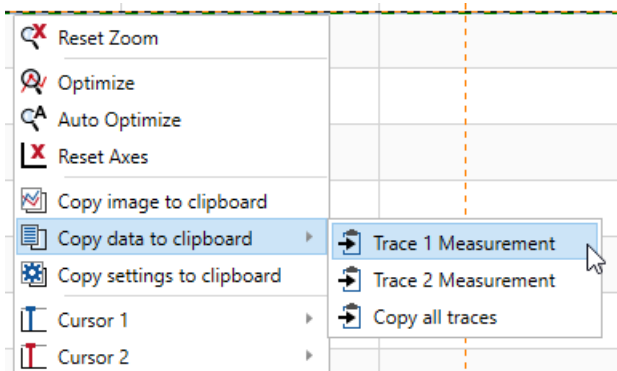 Reset Zoom
Optimize
Auto Optimize
Reset Axes
Copy image to clipboard
Copy data to clipboard
Trace 1 Measurement
Copy settings to clipboard
Trace 2 Measurement
Cursor 1
Copy all traces
Cursor 2